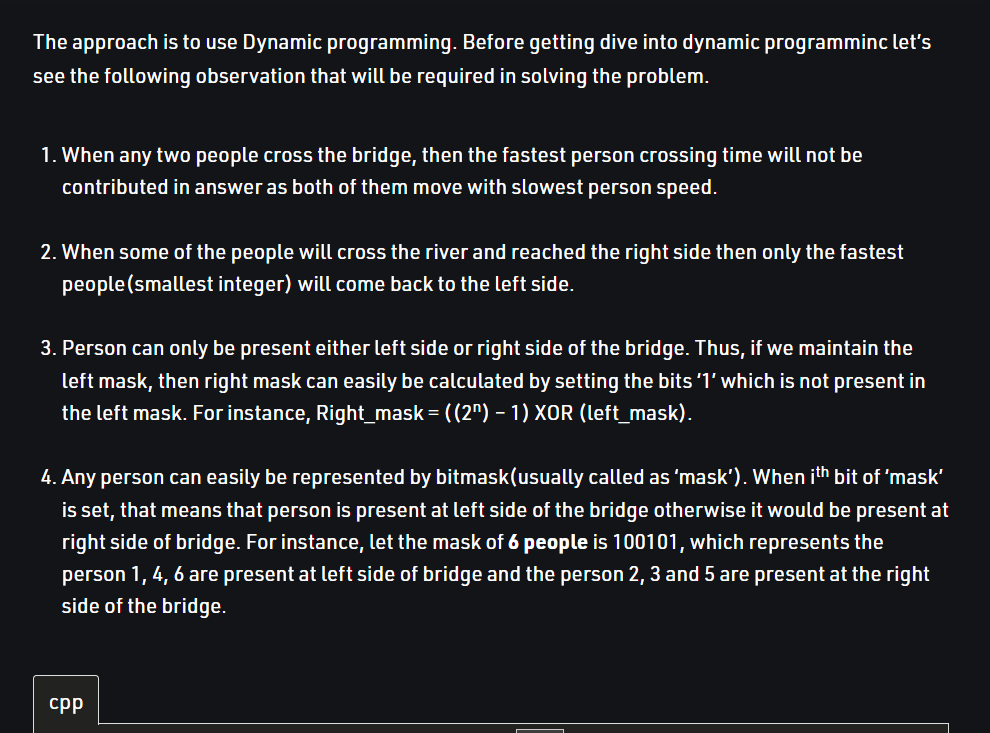 The approach is to use Dynamic programming. Before getting dive into dynamic programminc let's
see the following observation that will be required in solving the problem.
1. When any two people cross the bridge, then the fastest person crossing time will not be
contributed in answer as both of them move with slowest person speed.
2. When some of the people will cross the river and reached the right side then only the fastest
people(smallest integer) will come back to the left side.
3. Person can only be present either left side or right side of the bridge. Thus, if we maintain the
left mask, then right mask can easily be calculated by setting the bits ‘1’ which is not present in
the left mask. For instance, Right_mask = ((2ⁿ) – 1) XOR (left_mask).
4. Any person can easily be represented by bitmask(usually called as ‘mask’). When iᵗʰ bit of ‘mask’
is set, that means that person is present at left side of the bridge otherwise it would be present at
right side of bridge. For instance, let the mask of 6 people is 100101, which represents the
person 1, 4, 6 are present at left side of bridge and the person 2, 3 and 5 are present at the right
side of the bridge.
cpp